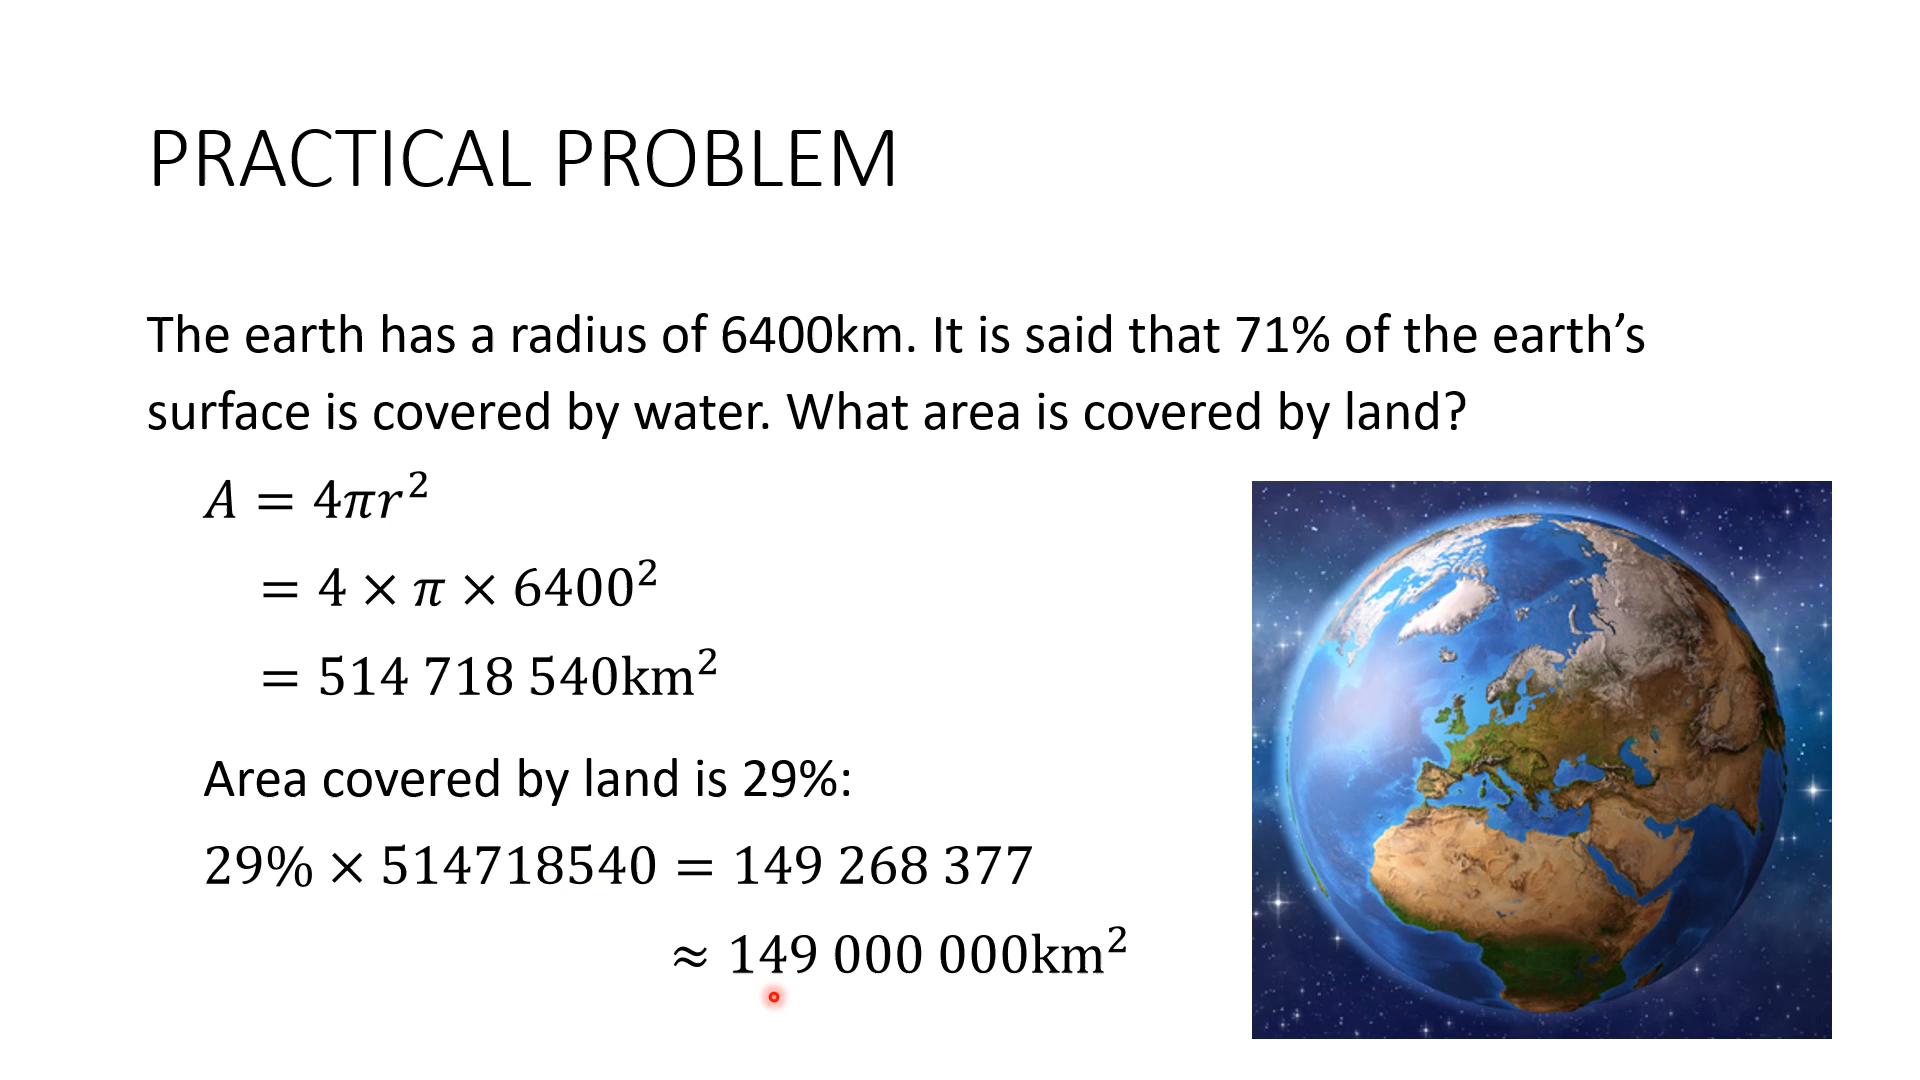 PRACTICAL PROBLEM
The earth has a radius of 6400km. It is said that 71% of the earth’s
surface is covered by water. What area is covered by land?
A = 4πr²
= 4 × π × 6400²
= 514 718 540km²
Area covered by land is 29%:
29% × 514718540 = 149 268 377
≈ 149 000 000km²